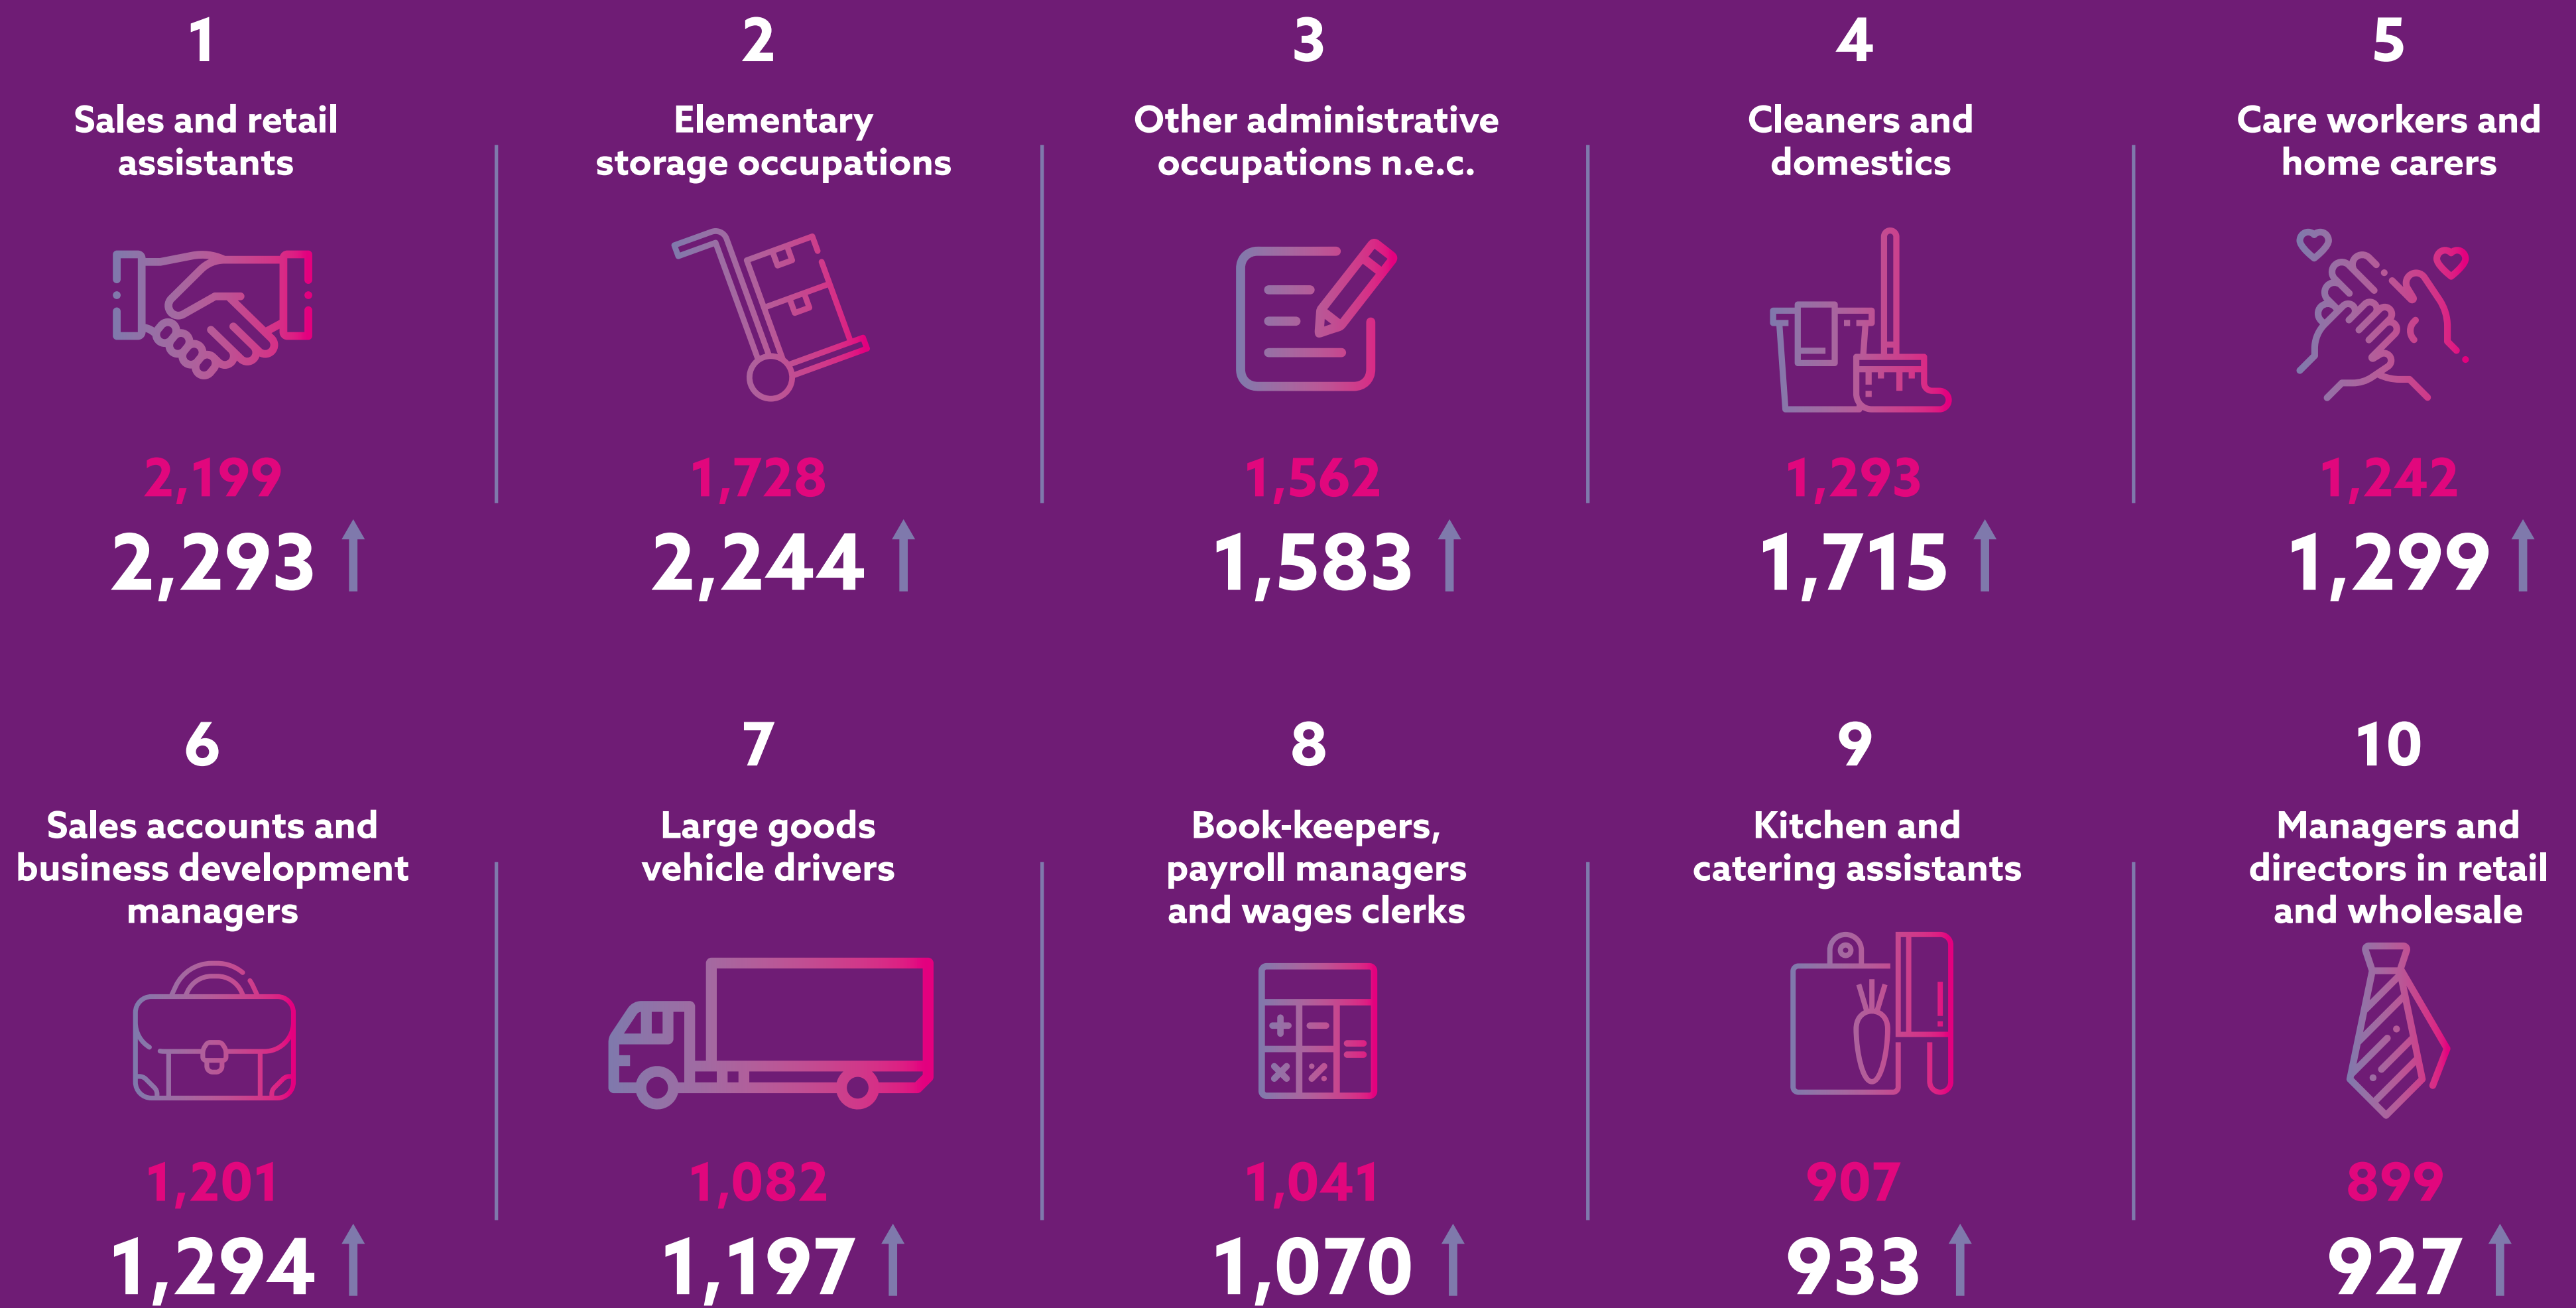 1
Sales and retail
assistants
2,199
2,293
2
Elementary
storage occupations
1,728
2,244
3
Other administrative
occupations n.e.c.
1,562
1,583
4
Cleaners and
domestics
1,293
1,715
5
Care workers and
home carers
1,242
1,299
6
Sales accounts and
business development
managers
1,201
1,294
7
Large goods
vehicle drivers
1,082
1,197
8
Book-keepers,
payroll managers
and wages clerks
1,041
1,070
9
Kitchen and
catering assistants
907
933
10
Managers and
directors in retail
and wholesale
899
927